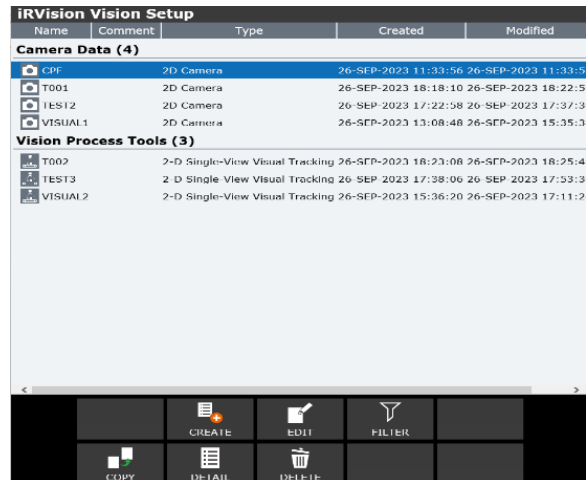 iRVision Vision Setup
Name Comment Type Created Modified
Camera Data (4)
CPF 2D Camera 26-SEP-2023 11:33:56 26-SEP-2023 11:33:5
T001 2D Camera 26-SEP-2023 18:18:10 26-SEP-2023 18:22:5
TEST2 2D Camera 26-SEP-2023 17:22:58 26-SEP-2023 17:37:3
VISUAL1 2D Camera 26-SEP-2023 13:08:48 26-SEP-2023 15:35:3
Vision Process Tools (3)
T002 2-D Single-View Visual Tracking 26-SEP-2023 18:23:08 26-SEP-2023 18:25:4
TEST3 2-D Single-View Visual Tracking 26-SEP-2023 17:38:06 26-SEP-2023 17:53:3
VISUAL2 2-D Single-View Visual Tracking 26-SEP-2023 15:36:20 26-SEP-2023 17:11:2
CREATE EDIT FILTER
COPY DETAIL DELETE